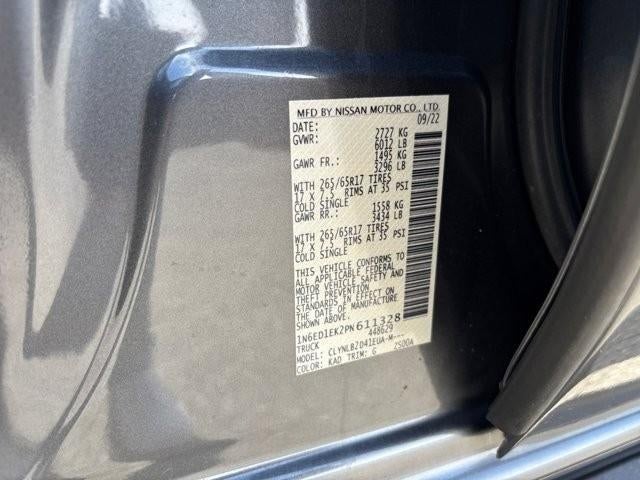 MFD BY NISSAN MOTOR CO., LTD.
DATE: 09/22
GVWR: 2727 KG
6012 LB
GAWR FR.: 1495 KG
3296 LB
WITH 265/65R17 TIRES
17 X 7.5 RIMS AT 35 PSI
COLD SINGLE
GAWR RR.: 1558 KG
3434 LB
WITH 265/65R17 TIRES
17 X 7.5 RIMS AT 35 PSI
COLD SINGLE
THIS VEHICLE CONFORMS TO
ALL APPLICABLE FEDERAL
MOTOR VEHICLE SAFETY AND
THEFT PREVENTION
STANDARDS IN EFFECT ON
THE DATE OF MANUFACTURE
SHOWN ABOVE.
1N6ED1EK2PN611328
TRUCK 448629
MODEL: CLYNLBZD41EUA-M---
COLOR: KAD TRIM: G 2500A